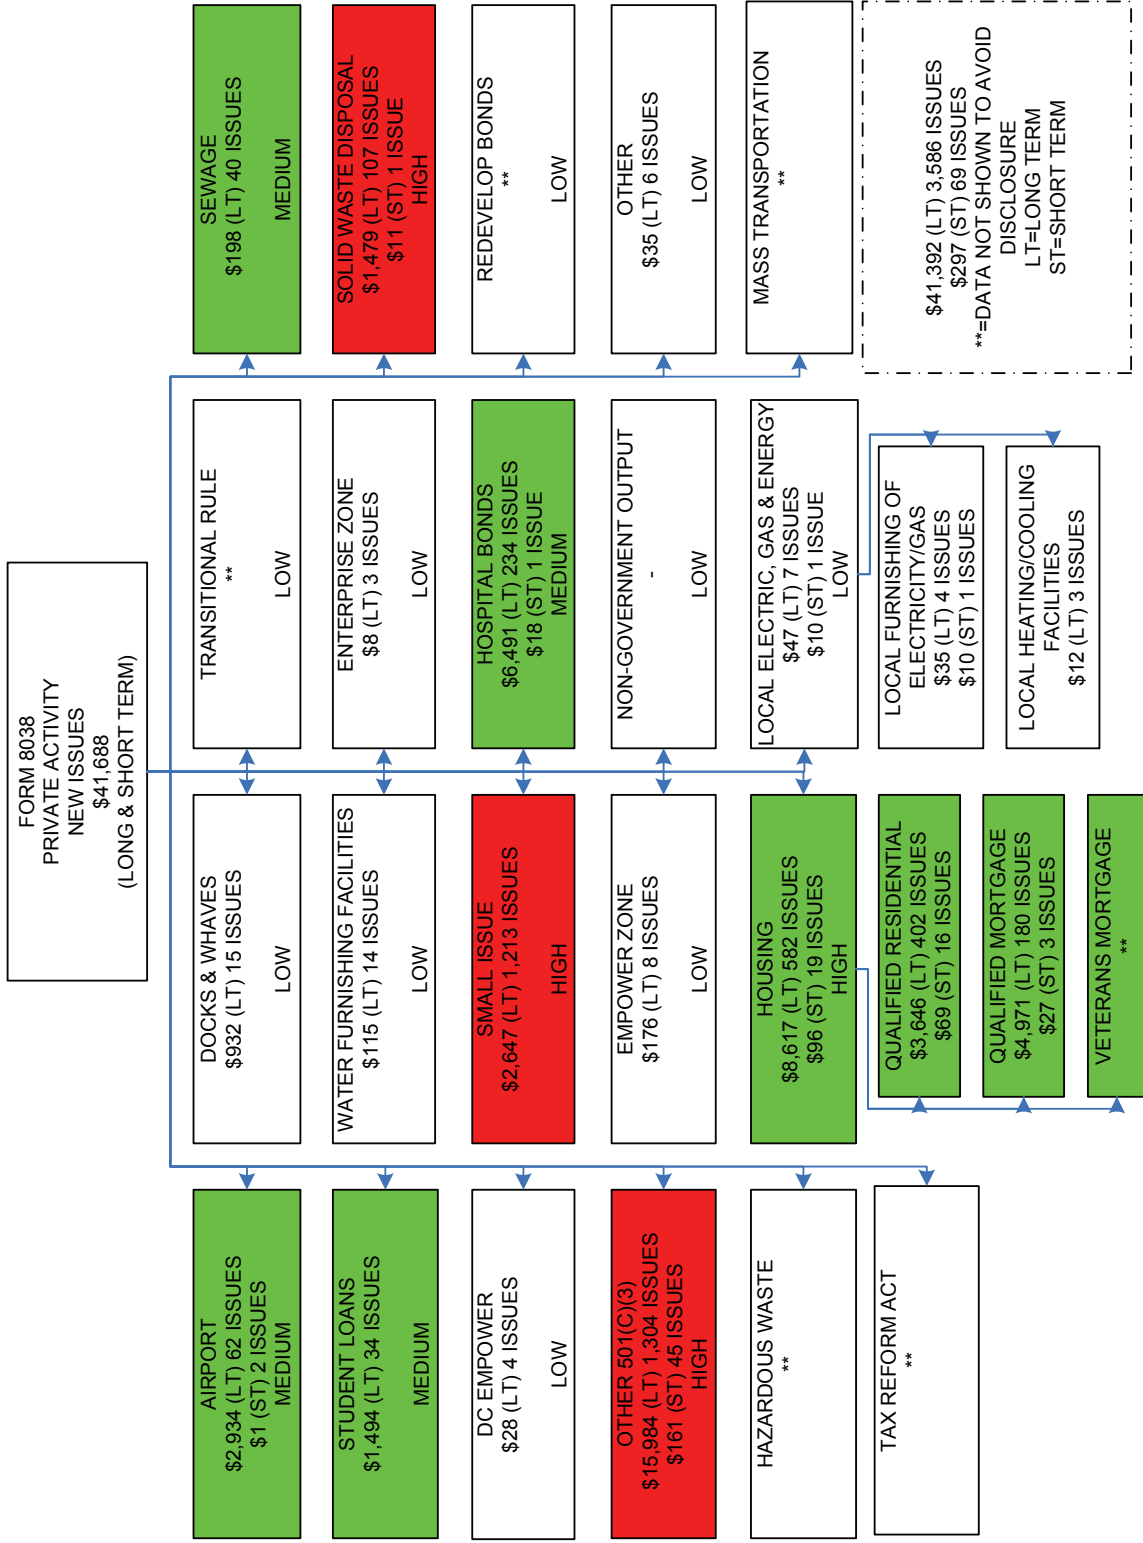 FORM 8038
PRIVATE ACTIVITY
NEW ISSUES
$41,688
(LONG & SHORT TERM)
AIRPORT
$2,934 (LT) 62 ISSUES
$1 (ST) 2 ISSUES
MEDIUM
STUDENT LOANS
$1,494 (LT) 34 ISSUES
MEDIUM
DC EMPOWER
$28 (LT) 4 ISSUES
LOW
OTHER 501(C)(3)
$15,984 (LT) 1,304 ISSUES
$161 (ST) 45 ISSUES
HIGH
HAZARDOUS WASTE
**
TAX REFORM ACT
**
DOCKS & WHAVES
$932 (LT) 15 ISSUES
LOW
WATER FURNISHING FACILITIES
$115 (LT) 14 ISSUES
LOW
SMALL ISSUE
$2,647 (LT) 1,213 ISSUES
HIGH
EMPOWER ZONE
$176 (LT) 8 ISSUES
LOW
HOUSING
$8,617 (LT) 582 ISSUES
$96 (ST) 19 ISSUES
HIGH
QUALIFIED RESIDENTIAL
$3,646 (LT) 402 ISSUES
$69 (ST) 16 ISSUES
QUALIFIED MORTGAGE
$4,971 (LT) 180 ISSUES
$27 (ST) 3 ISSUES
VETERANS MORTGAGE
**
TRANSITIONAL RULE
**
LOW
ENTERPRISE ZONE
$8 (LT) 3 ISSUES
LOW
HOSPITAL BONDS
$6,491 (LT) 234 ISSUES
$18 (ST) 1 ISSUE
MEDIUM
NON-GOVERNMENT OUTPUT
-
LOW
LOCAL ELECTRIC, GAS & ENERGY
$47 (LT) 7 ISSUES
$10 (ST) 1 ISSUE
LOW
LOCAL FURNISHING OF
ELECTRICITY/GAS
$35 (LT) 4 ISSUES
$10 (ST) 1 ISSUES
LOCAL HEATING/COOLING
FACILITIES
$12 (LT) 3 ISSUES
SEWAGE
$198 (LT) 40 ISSUES
MEDIUM
SOLID WASTE DISPOSAL
$1,479 (LT) 107 ISSUES
$11 (ST) 1 ISSUE
HIGH
REDEVELOP BONDS
**
LOW
OTHER
$35 (LT) 6 ISSUES
LOW
MASS TRANSPORTATION
**
$41,392 (LT) 3,586 ISSUES
$297 (ST) 69 ISSUES
**=DATA NOT SHOWN TO AVOID
DISCLOSURE
LT=LONG TERM
ST=SHORT TERM